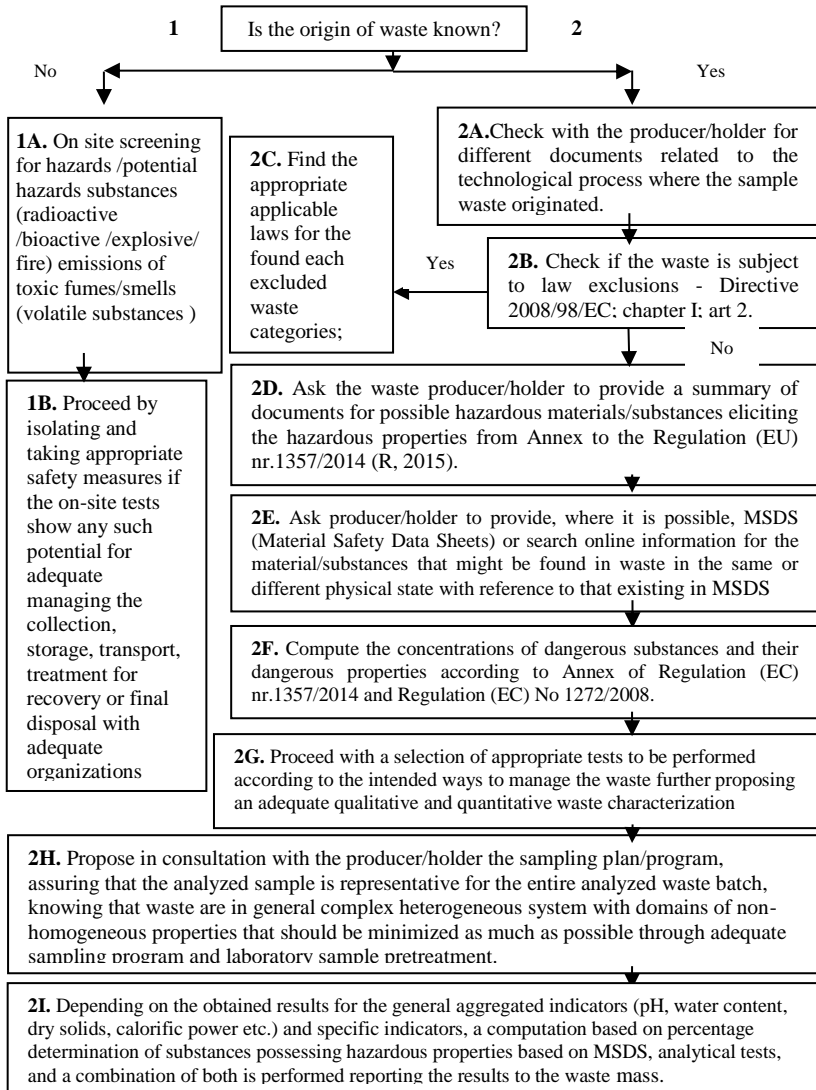 1 Is the origin of waste known? 2
No
Yes
1A. On site screening
for hazards /potential
hazards substances
(radioactive
/bioactive /explosive/
fire) emissions of
toxic fumes/smells
(volatile substances )
1B. Proceed by
isolating and
taking appropriate
safety measures if
the on-site tests
show any such
potential for
adequate
managing the
collection,
storage, transport,
treatment for
recovery or final
disposal with
adequate
organizations
2A.Check with the producer/holder for
different documents related to the
technological process where the sample
waste originated.
2B. Check if the waste is subject
to law exclusions - Directive
2008/98/EC; chapter I; art 2.
Yes
2C. Find the
appropriate
applicable
laws for the
found each
excluded
waste
categories;
No
2D. Ask the waste producer/holder to provide a summary of
documents for possible hazardous materials/substances eliciting
the hazardous properties from Annex to the Regulation (EU)
nr.1357/2014 (R, 2015).
2E. Ask producer/holder to provide, where it is possible, MSDS
(Material Safety Data Sheets) or search online information for the
material/substances that might be found in waste in the same or
different physical state with reference to that existing in MSDS
2F. Compute the concentrations of dangerous substances and their
dangerous properties according to Annex of Regulation (EC)
nr.1357/2014 and Regulation (EC) No 1272/2008.
2G. Proceed with a selection of appropriate tests to be performed
according to the intended ways to manage the waste further proposing
an adequate qualitative and quantitative waste characterization
2H. Propose in consultation with the producer/holder the sampling plan/program,
assuring that the analyzed sample is representative for the entire analyzed waste batch,
knowing that waste are in general complex heterogeneous system with domains of non-
homogeneous properties that should be minimized as much as possible through adequate
sampling program and laboratory sample pretreatment.
2I. Depending on the obtained results for the general aggregated indicators (pH, water content,
dry solids, calorific power etc.) and specific indicators, a computation based on percentage
determination of substances possessing hazardous properties based on MSDS, analytical tests,
and a combination of both is performed reporting the results to the waste mass.